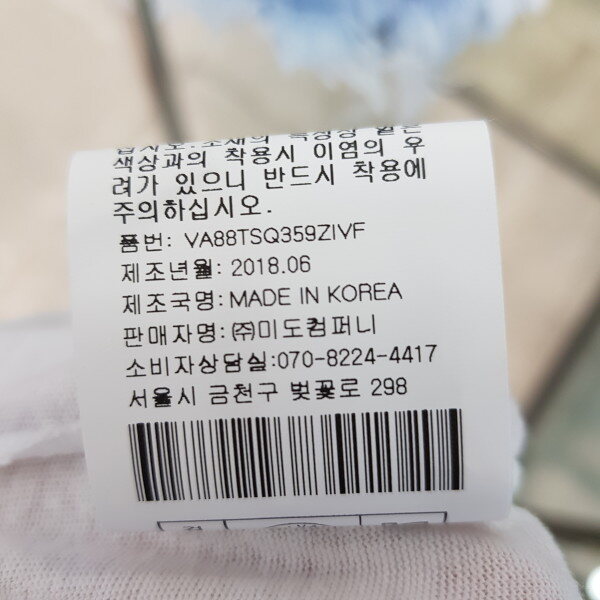 색상과의 착용시 이염의 우
려가 있으니 반드시 착용에
주의하십시오.
품번: VA88TSQ359ZIVF
제조년월: 2018.06
제조국명: MADE IN KOREA
판매자명: ㈜미도컴퍼니
소비자상담실:070-8224-4417
서울시 금천구 벚꽃로 298